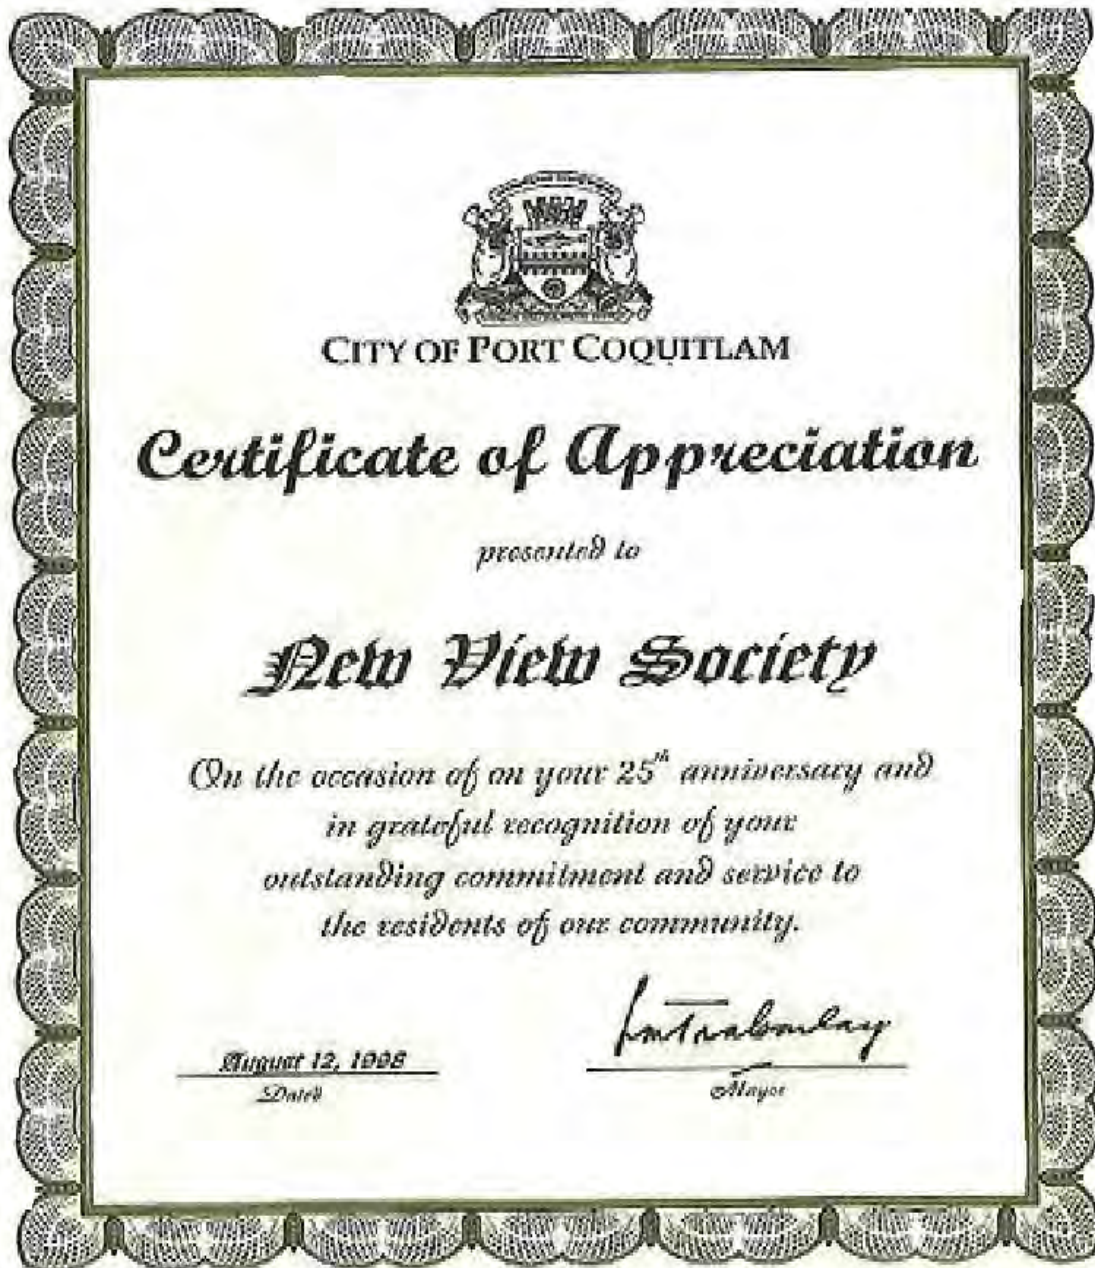 CITY OF PORT COQUITLAM
Certificate of Appreciation
presented to
New View Society
On the occasion of on your 25th anniversary and
in grateful recognition of your
outstanding commitment and service to
the residents of our community.
August 12, 1998
Dated
Mayor